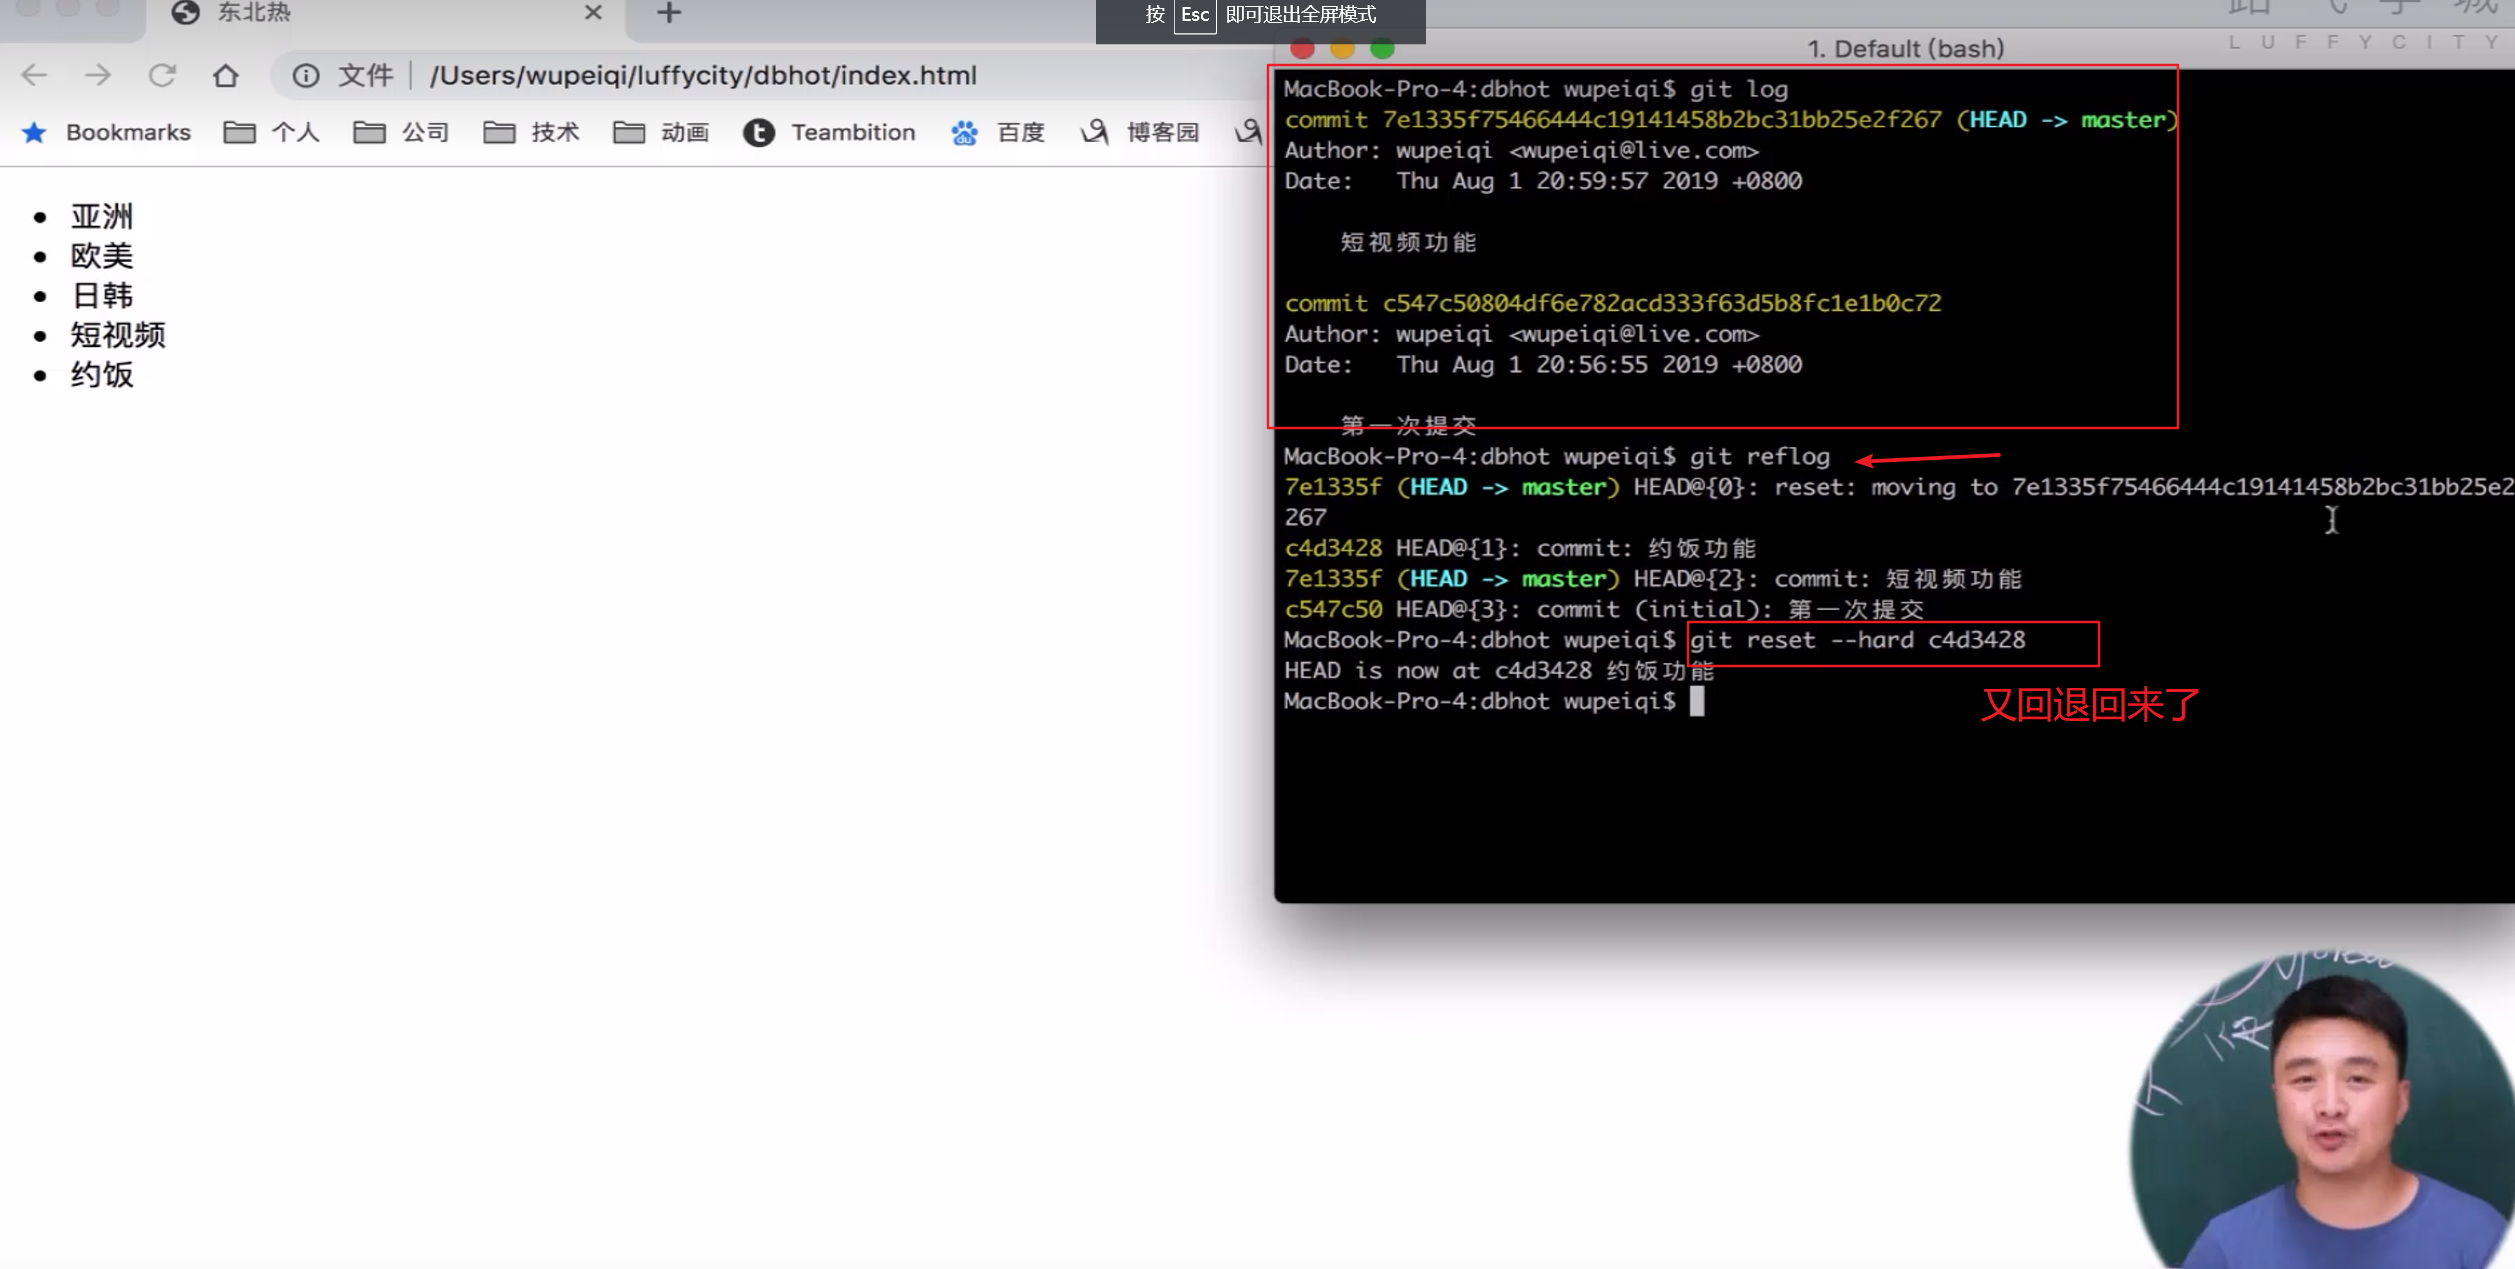 东北热
按 Esc 即可退出全屏模式
LUFFYCITY
文件 | /Users/wupeiqi/luffycity/dbhot/index.html
Bookmarks 个人 公司 技术 动画 Teambition 百度 博客园
亚洲
欧美
日韩
短视频
约饭
1. Default (bash)
MacBook-Pro-4:dbhot wupeiqi$ git log
commit 7e1335f75466444c19141458b2bc31bb25e2f267 (HEAD -> master)
Author: wupeiqi <wupeiqi@live.com>
Date:   Thu Aug 1 20:59:57 2019 +0800
短视频功能
commit c547c50804df6e782acd333f63d5b8fc1e1b0c72
Author: wupeiqi <wupeiqi@live.com>
Date:   Thu Aug 1 20:56:55 2019 +0800
第一次提交
MacBook-Pro-4:dbhot wupeiqi$ git reflog
7e1335f (HEAD -> master) HEAD@{0}: reset: moving to 7e1335f75466444c19141458b2bc31bb25e2
267
c4d3428 HEAD@{1}: commit: 约饭功能
7e1335f (HEAD -> master) HEAD@{2}: commit: 短视频功能
c547c50 HEAD@{3}: commit (initial): 第一次提交
MacBook-Pro-4:dbhot wupeiqi$ git reset --hard c4d3428
HEAD is now at c4d3428 约饭功能
MacBook-Pro-4:dbhot wupeiqi$
又回退回来了